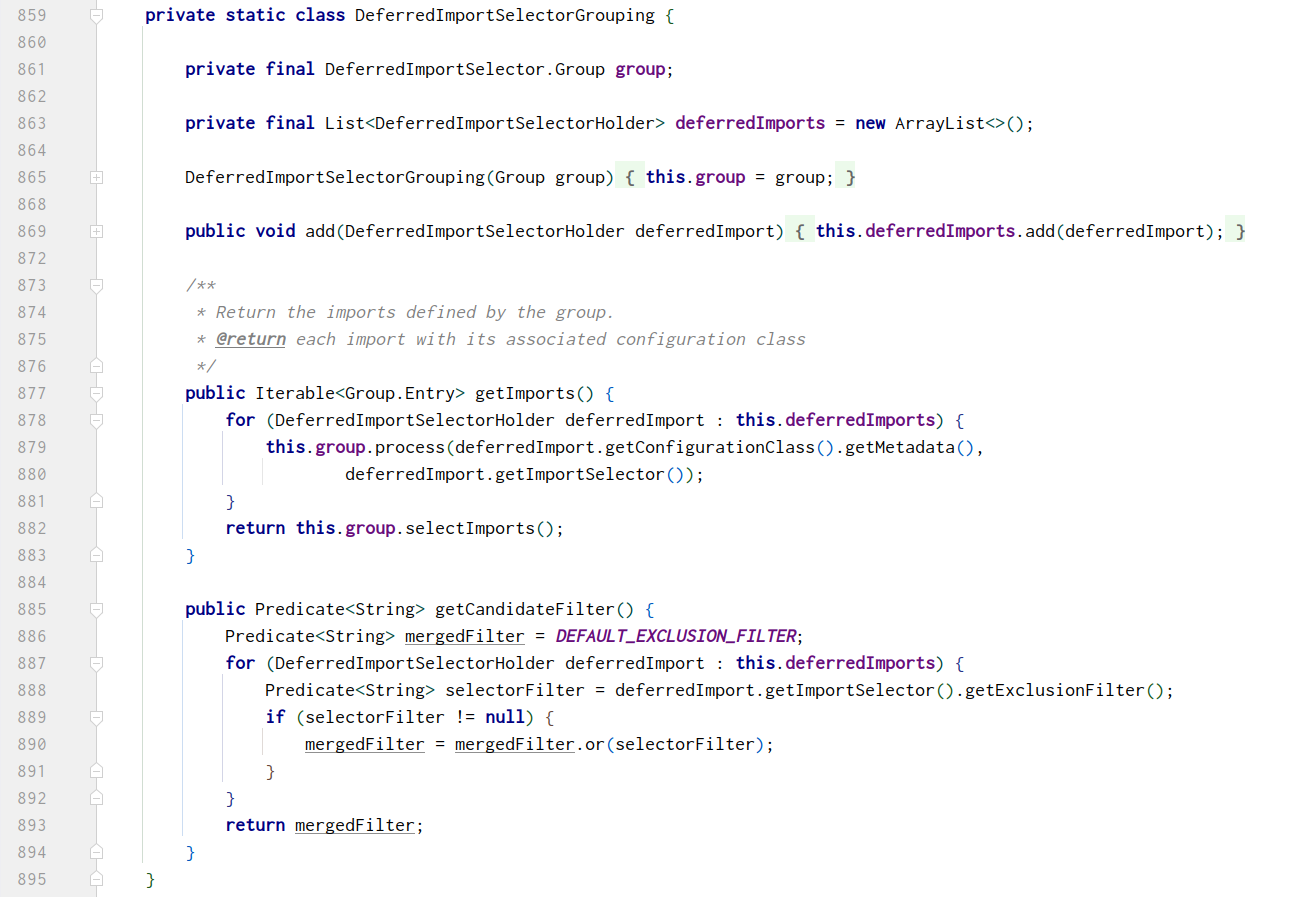 859 private static class DeferredImportSelectorGrouping {
860
861 private final DeferredImportSelector.Group group;
862
863 private final List<DeferredImportSelectorHolder> deferredImports = new ArrayList<>();
864
865 DeferredImportSelectorGrouping(Group group) { this.group = group; }
868
869 public void add(DeferredImportSelectorHolder deferredImport) { this.deferredImports.add(deferredImport); }
872
873 /**
874 * Return the imports defined by the group.
875 * @return each import with its associated configuration class
876 */
877 public Iterable<Group.Entry> getImports() {
878 for (DeferredImportSelectorHolder deferredImport : this.deferredImports) {
879 this.group.process(deferredImport.getConfigurationClass().getMetadata(),
880 deferredImport.getImportSelector());
881 }
882 return this.group.selectImports();
883 }
884
885 public Predicate<String> getCandidateFilter() {
886 Predicate<String> mergedFilter = DEFAULT_EXCLUSION_FILTER;
887 for (DeferredImportSelectorHolder deferredImport : this.deferredImports) {
888 Predicate<String> selectorFilter = deferredImport.getImportSelector().getExclusionFilter();
889 if (selectorFilter != null) {
890 mergedFilter = mergedFilter.or(selectorFilter);
891 }
892 }
893 return mergedFilter;
894 }
895 }